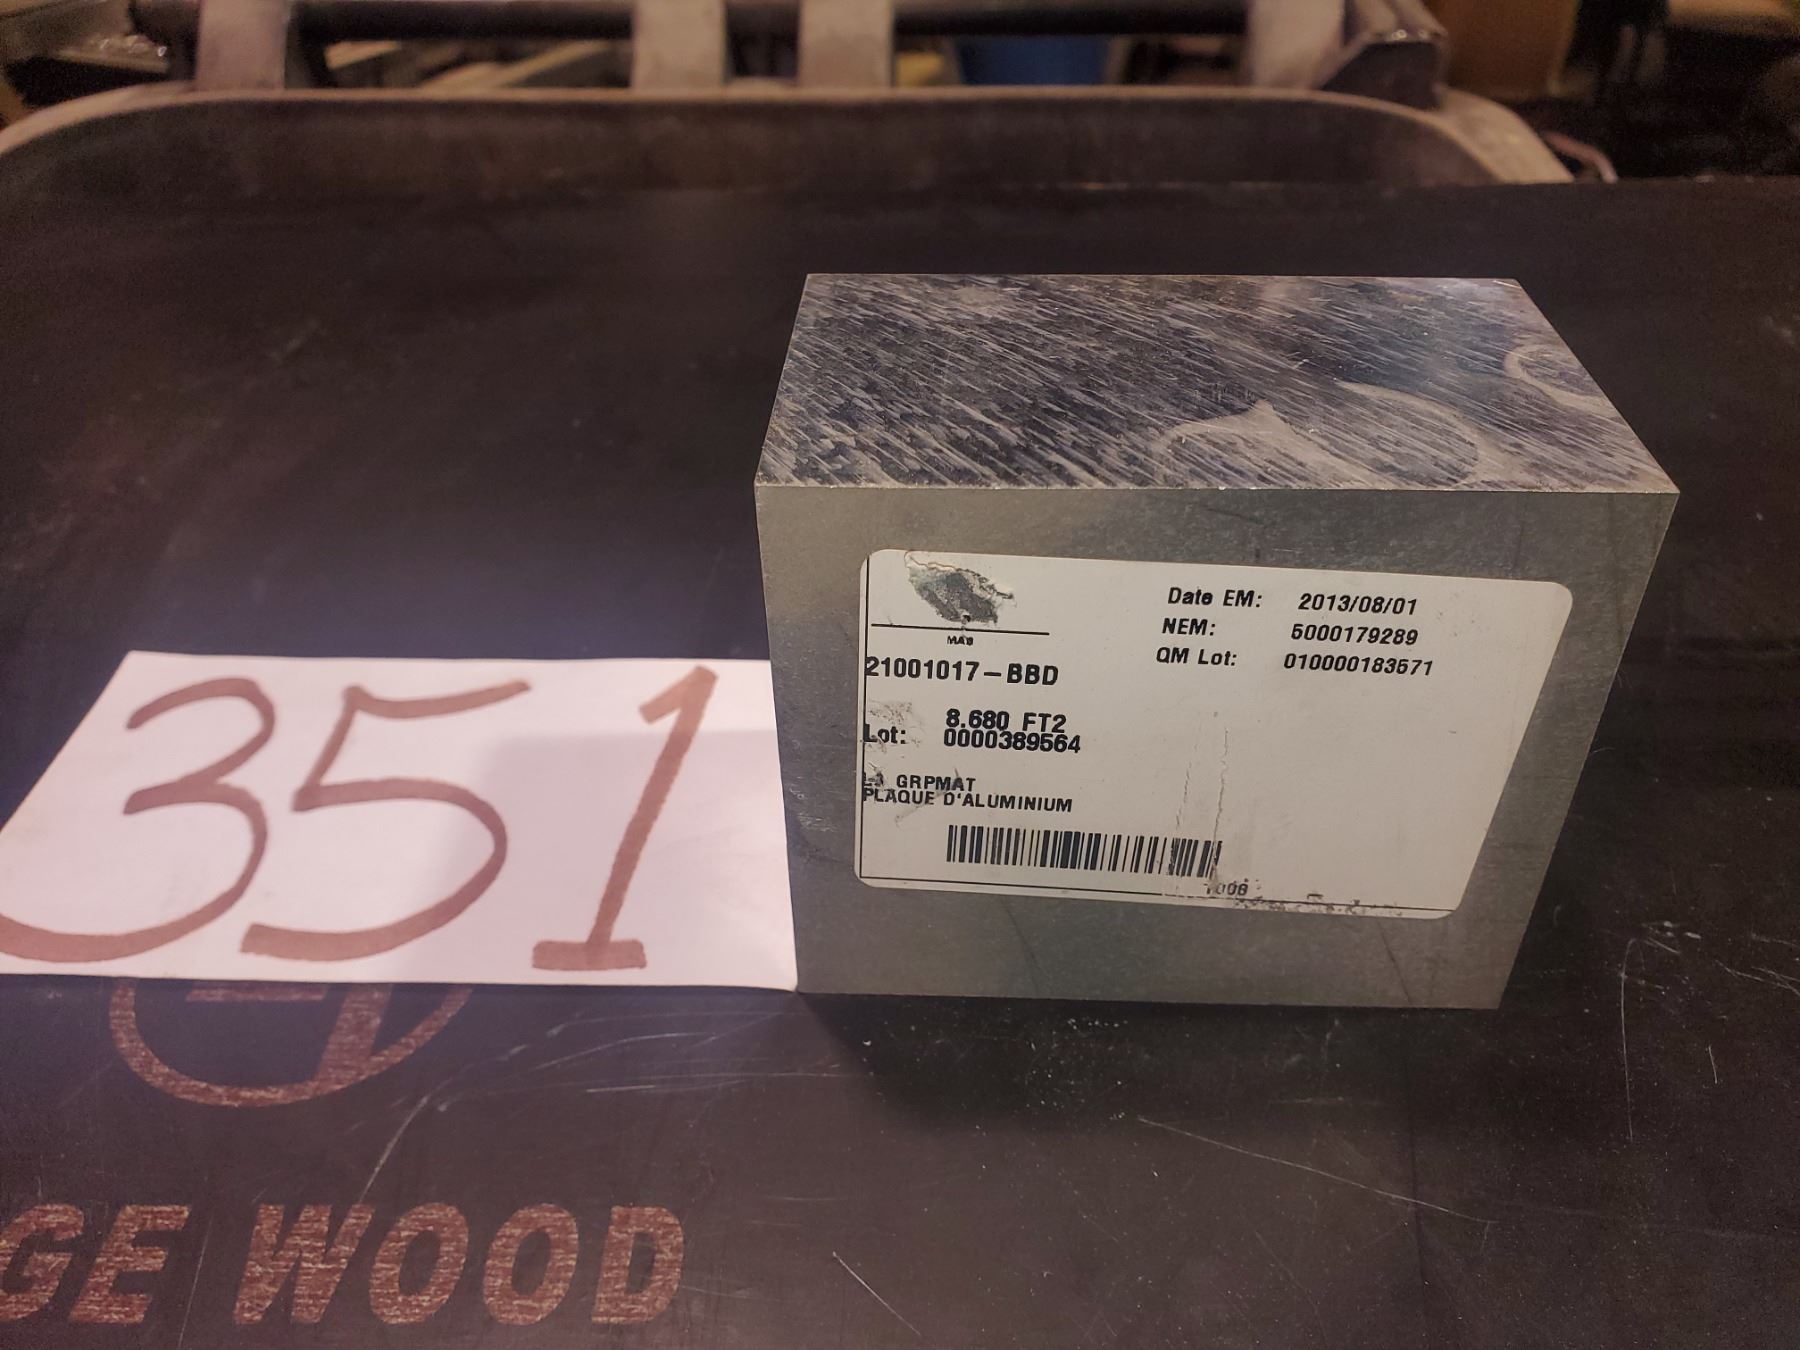 351
MAS
Date EM: 2013/08/01
NEM: 5000179289
QM Lot: 010000183571
21001017-BBD
8.680 FT2
Lot: 0000389564
GRPMAT
PLAQUE D'ALUMINIUM
GE WOOD